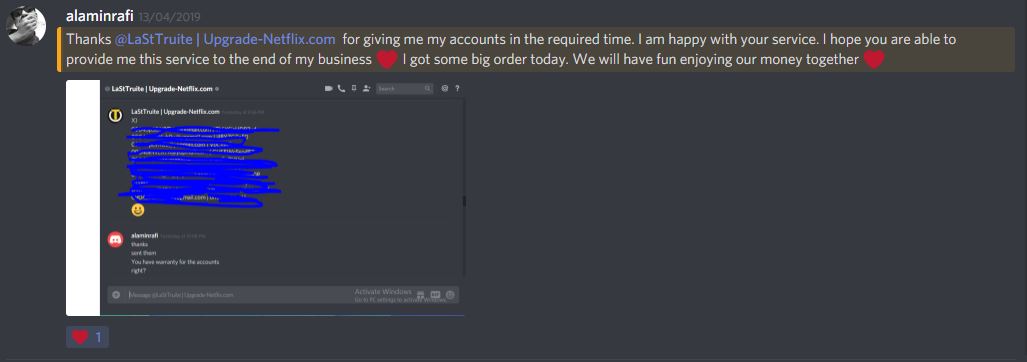 alaminrafi 13/04/2019
Thanks @LaStTruite | Upgrade-Netflix.com for giving me my accounts in the required time. I am happy with your service. I hope you are able to
provide me this service to the end of my business ❤ I got some big order today. We will have fun enjoying our money together ❤
LaStTruite | Upgrade-Netflix.com
Search
LaStTruite | Upgrade-Netflix.com
X)
alaminrafi
thanks
sent them
You have warranty for the accounts
right?
Message @LaStTruite | Upgrade-Netflix.com
Activate Windows
Go to PC settings to activate Windows.
❤ 1